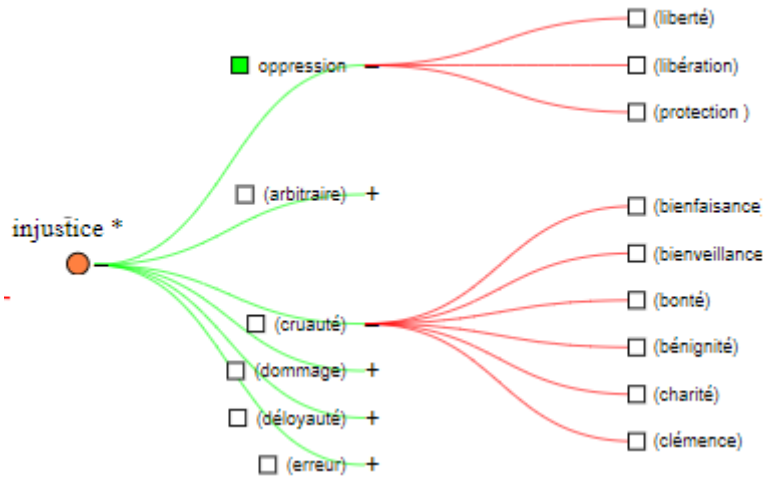 (liberté)
oppression
(libération)
(protection )
(arbitraire) +
(bienfaisance)
injustice *
(bienveillance
(bonté)
(cruauté)
(bénignité)
(dommage) +
(charité)
(déloyauté) +
(clémence)
(erreur) +